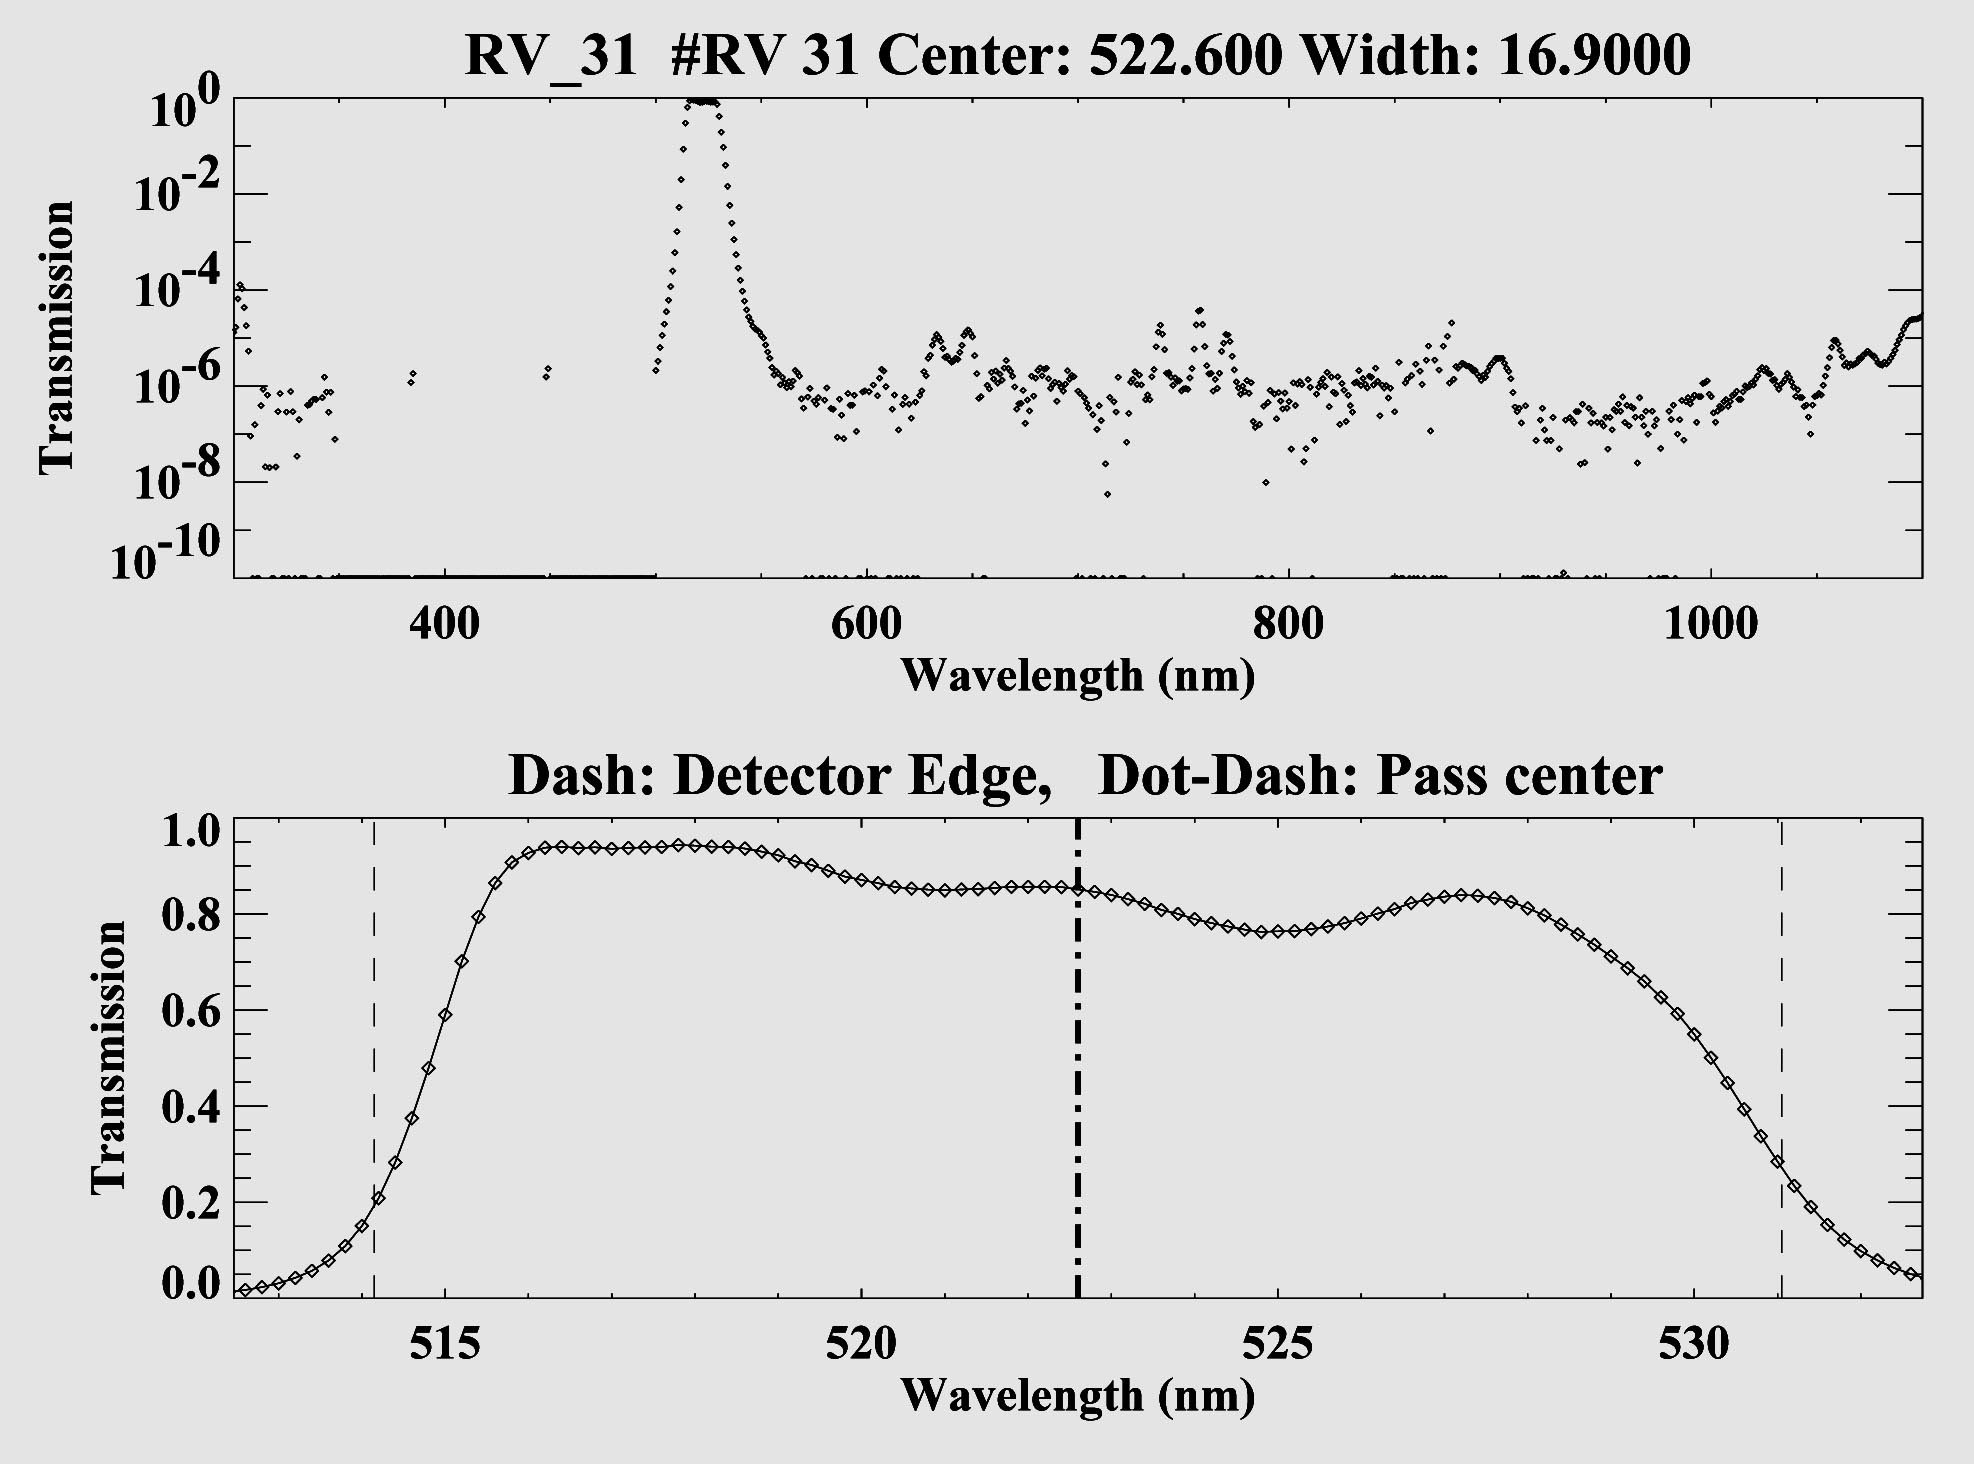 RV_31 #RV 31 Center: 522.600 Width: 16.9000
Transmission
10^0
10^-2
10^-4
10^-6
10^-8
10^-10
400 600 800 1000
Wavelength (nm)
Dash: Detector Edge, Dot-Dash: Pass center
Transmission
1.0
0.8
0.6
0.4
0.2
0.0
515 520 525 530
Wavelength (nm)